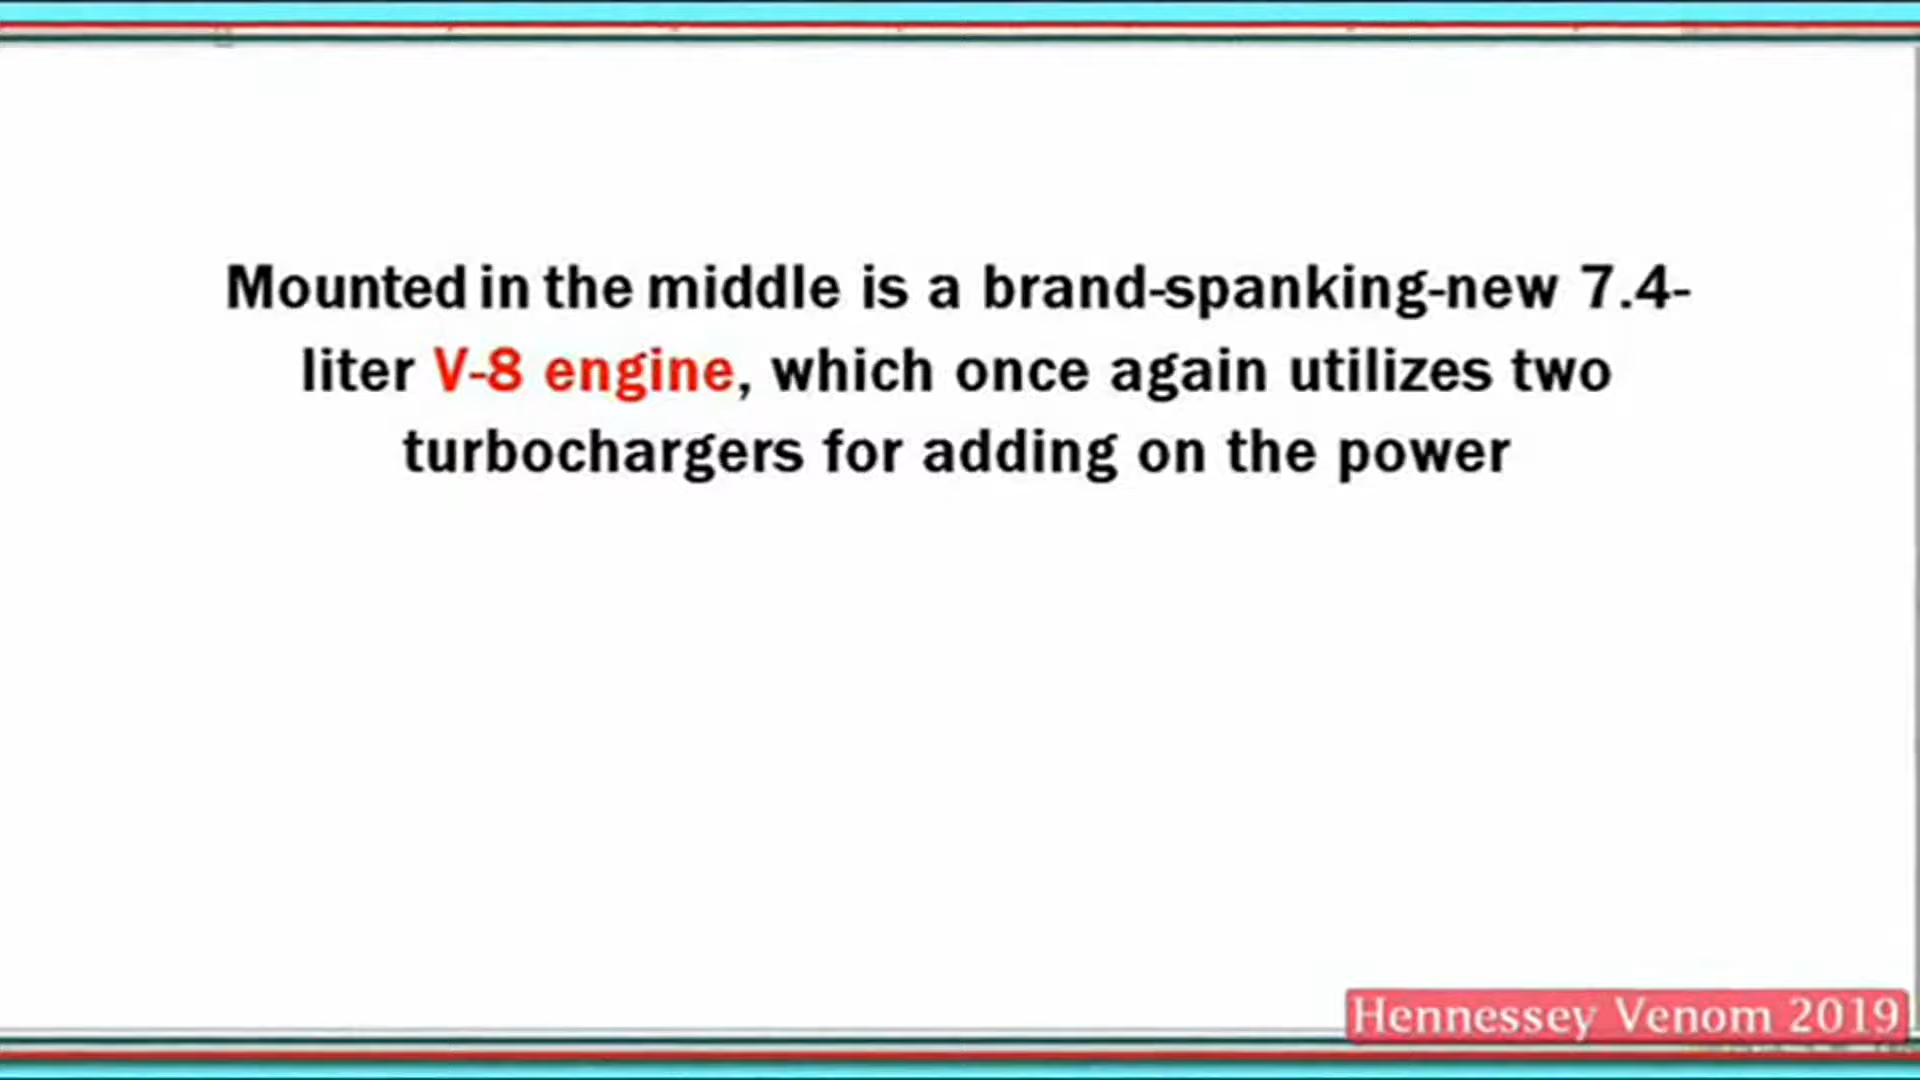 Mounted in the middle is a brand-spanking-new 7.4-
liter V-8 engine, which once again utilizes two
turbochargers for adding on the power
Hennessey Venom 2019